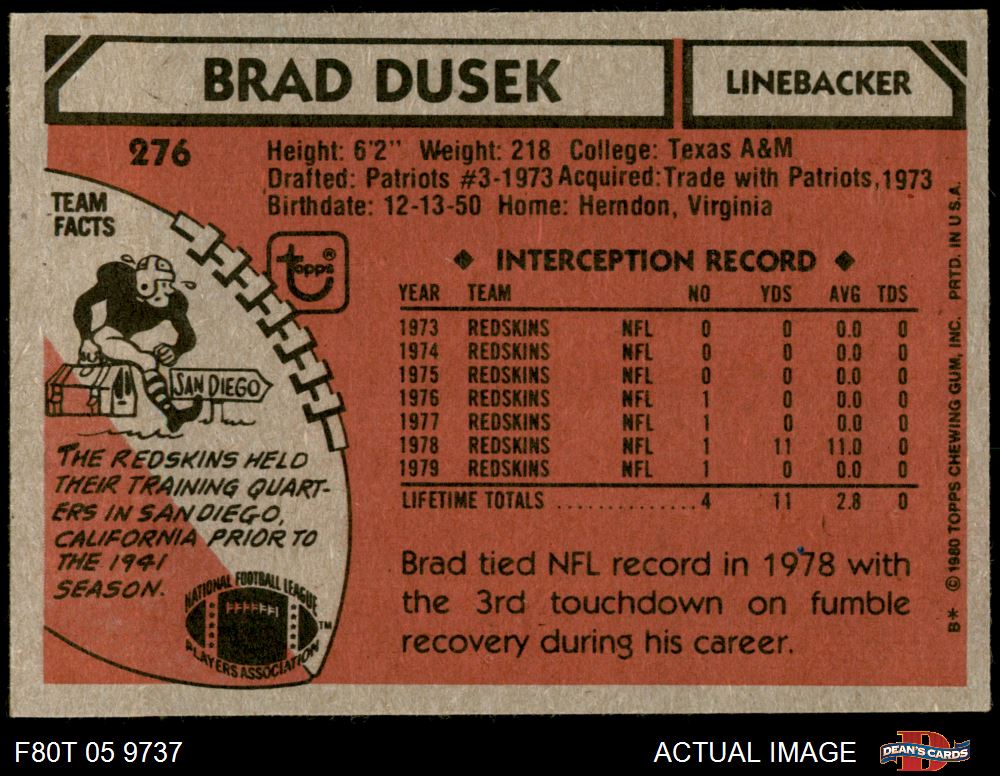 BRAD DUSEK
LINEBACKER
276
Height: 6'2" Weight: 218 College: Texas A&M
Drafted: Patriots #3-1973 Acquired: Trade with Patriots, 1973
Birthdate: 12-13-50 Home: Herndon, Virginia
TEAM
FACTS
topps®
SAN DIEGO
THE REDSKINS HELD
THEIR TRAINING QUART-
ERS IN SAN DIEGO,
CALIFORNIA PRIOR TO
THE 1941
SEASON.
NATIONAL FOOTBALL LEAGUE
PLAYERS ASSOCIATION
TM
◆ INTERCEPTION RECORD ◆
YEAR TEAM NO YDS AVG TDS
1973 REDSKINS NFL 0 0 0.0 0
1974 REDSKINS NFL 0 0 0.0 0
1975 REDSKINS NFL 0 0 0.0 0
1976 REDSKINS NFL 1 0 0.0 0
1977 REDSKINS NFL 1 0 0.0 0
1978 REDSKINS NFL 1 11 11.0 0
1979 REDSKINS NFL 1 0 0.0 0
LIFETIME TOTALS .............. 4 11 2.8 0
Brad tied NFL record in 1978 with
the 3rd touchdown on fumble
recovery during his career.
B* © 1980 TOPPS CHEWING GUM, INC. PRTD. IN U.S.A.
F80T 05 9737
ACTUAL IMAGE
DEAN'S CARDS